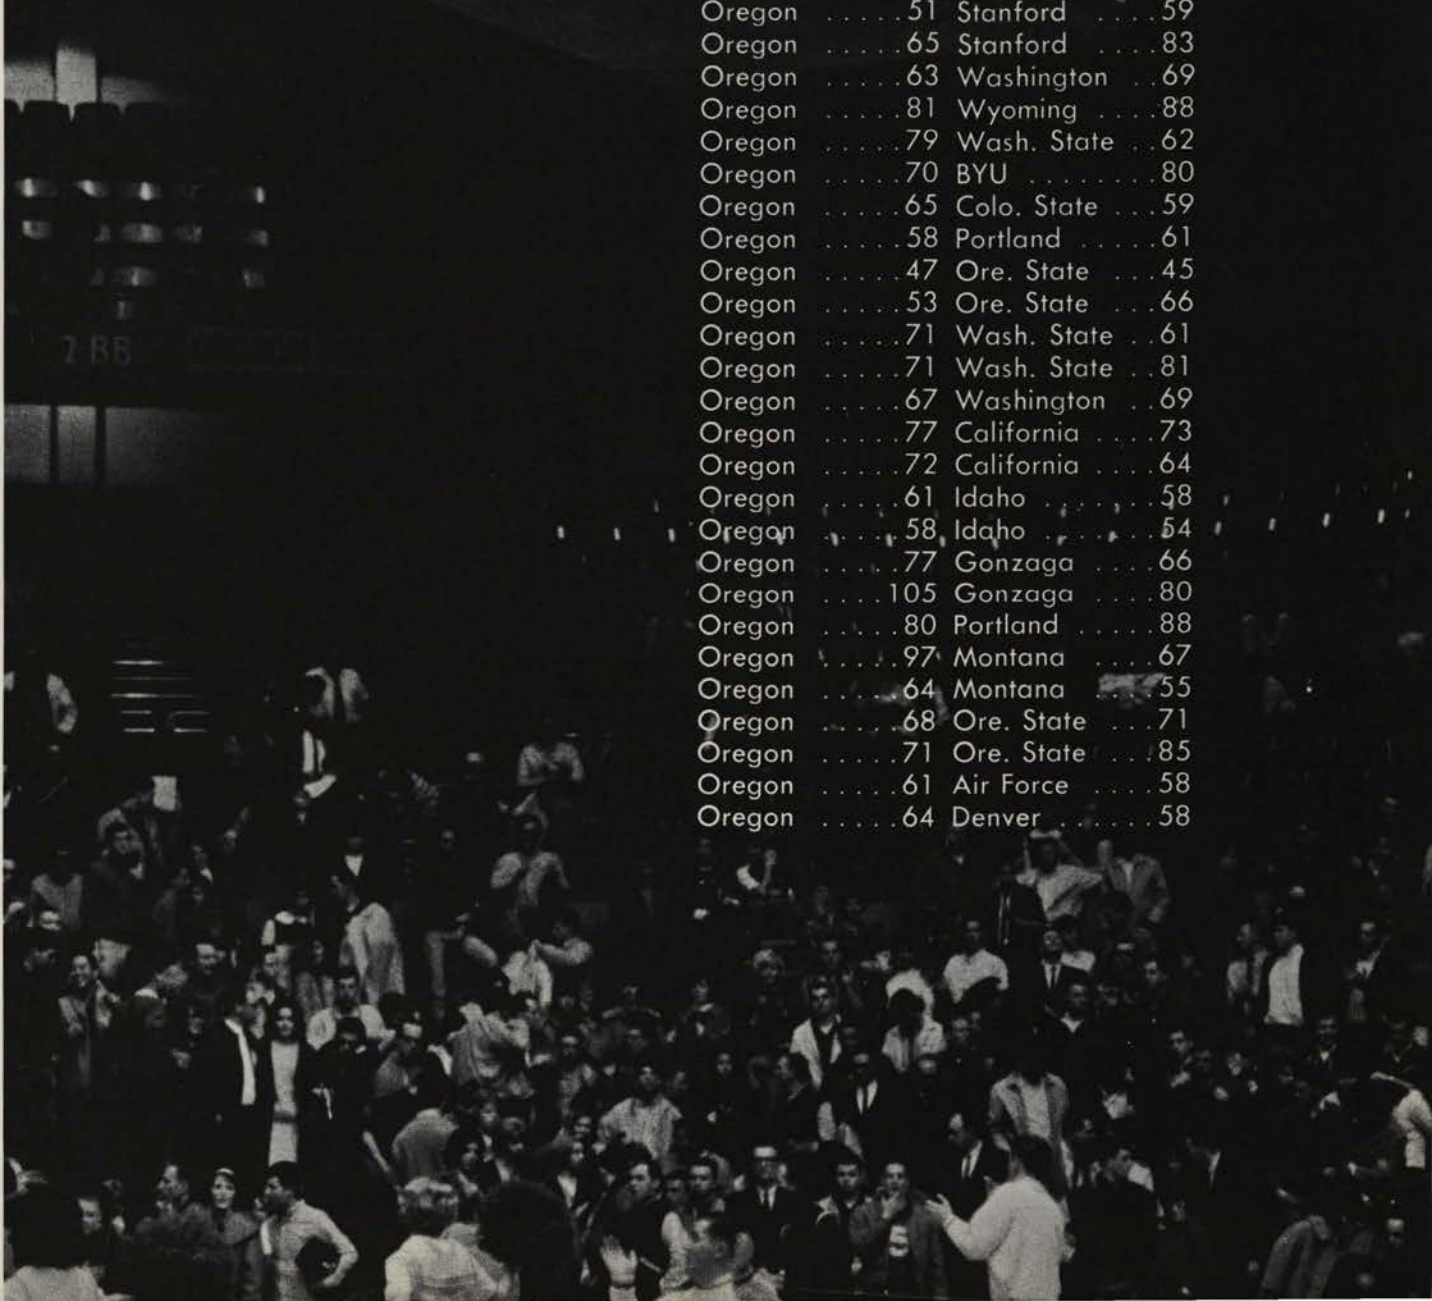 Oregon .....51 Stanford ....59
Oregon .....65 Stanford ....83
Oregon .....63 Washington ..69
Oregon .....81 Wyoming ....88
Oregon .....79 Wash. State ..62
Oregon .....70 BYU ........80
Oregon .....65 Colo. State ...59
Oregon .....58 Portland .....61
Oregon .....47 Ore. State ...45
Oregon .....53 Ore. State ...66
Oregon .....71 Wash. State ..61
Oregon .....71 Wash. State ..81
Oregon .....67 Washington ..69
Oregon .....77 California ....73
Oregon .....72 California ....64
Oregon .....61 Idaho .......58
Oregon .....58 Idaho .......54
Oregon .....77 Gonzaga ....66
Oregon ....105 Gonzaga ....80
Oregon .....80 Portland .....88
Oregon .....97 Montana ....67
Oregon .....64 Montana ....55
Oregon .....68 Ore. State ...71
Oregon .....71 Ore. State ...85
Oregon .....61 Air Force ....58
Oregon .....64 Denver ......58